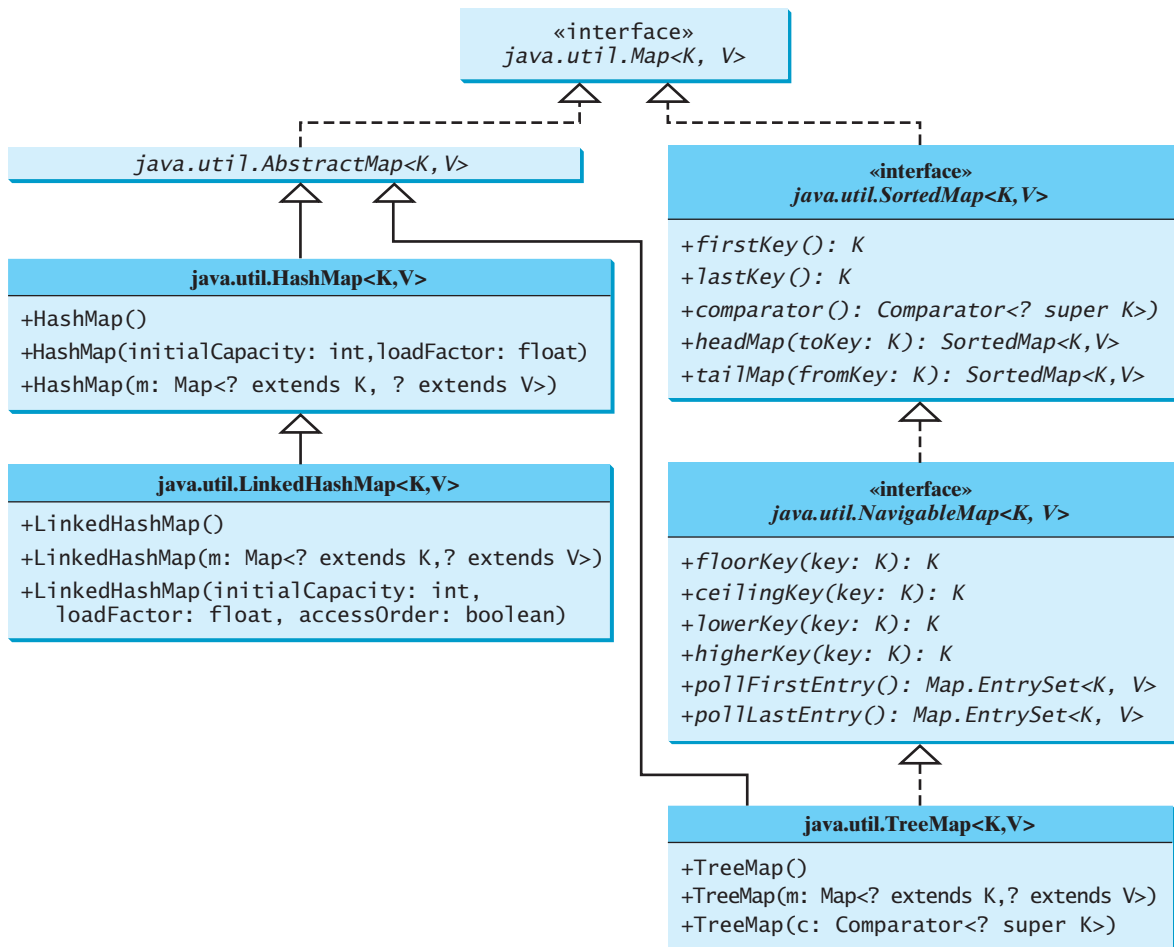 «interface»
java.util.Map<K, V>
java.util.AbstractMap<K,V>
java.util.HashMap<K,V>
+HashMap()
+HashMap(initialCapacity: int,loadFactor: float)
+HashMap(m: Map<? extends K, ? extends V>)
java.util.LinkedHashMap<K,V>
+LinkedHashMap()
+LinkedHashMap(m: Map<? extends K,? extends V>)
+LinkedHashMap(initialCapacity: int,
loadFactor: float, accessOrder: boolean)
«interface»
java.util.SortedMap<K,V>
+firstKey(): K
+lastKey(): K
+comparator(): Comparator<? super K>)
+headMap(toKey: K): SortedMap<K,V>
+tailMap(fromKey: K): SortedMap<K,V>
«interface»
java.util.NavigableMap<K, V>
+floorKey(key: K): K
+ceilingKey(key: K): K
+lowerKey(key: K): K
+higherKey(key: K): K
+pollFirstEntry(): Map.EntrySet<K, V>
+pollLastEntry(): Map.EntrySet<K, V>
java.util.TreeMap<K,V>
+TreeMap()
+TreeMap(m: Map<? extends K,? extends V>)
+TreeMap(c: Comparator<? super K>)